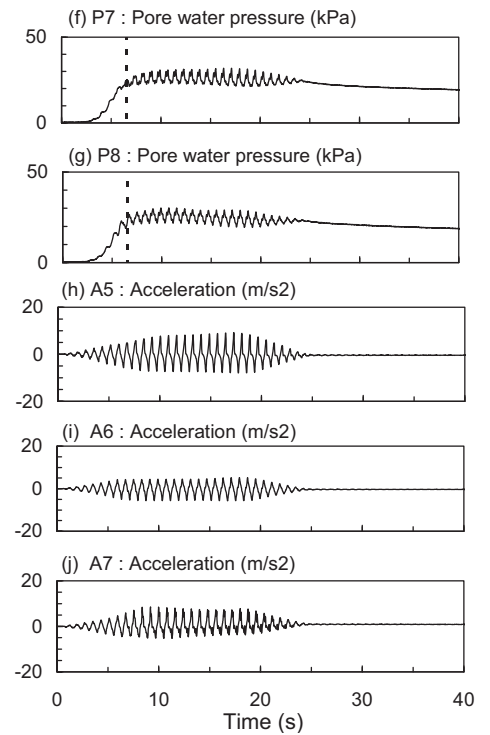 (f) P7 : Pore water pressure (kPa)
50
0
(g) P8 : Pore water pressure (kPa)
50
0
(h) A5 : Acceleration (m/s2)
20
0
-20
(i) A6 : Acceleration (m/s2)
20
0
-20
(j) A7 : Acceleration (m/s2)
20
0
-20
0 10 20 30 40
Time (s)